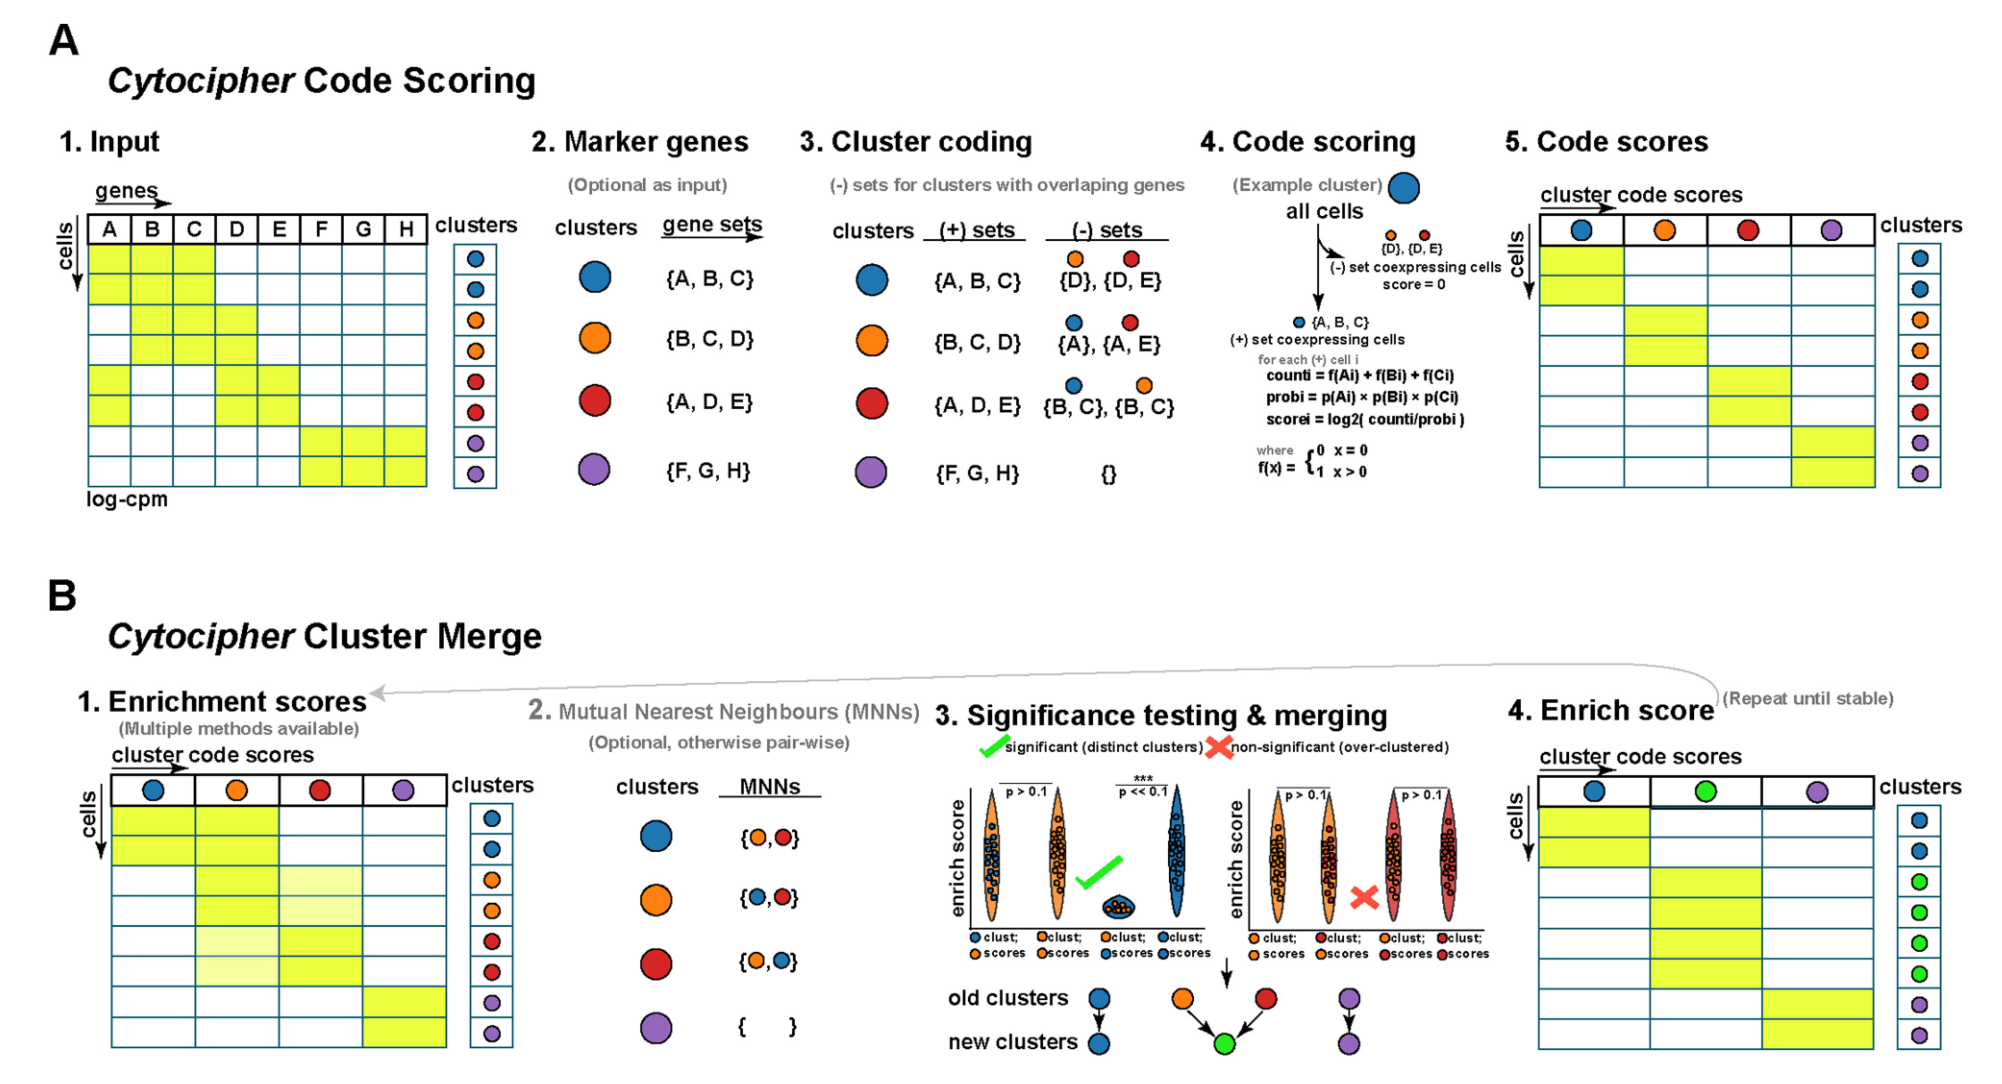 A
Cytocipher Code Scoring
1. Input
genes
cells
A B C D E F G H
clusters
log-cpm
2. Marker genes
(Optional as input)
clusters gene sets
{A, B, C}
{B, C, D}
{A, D, E}
{F, G, H}
3. Cluster coding
(-) sets for clusters with overlaping genes
clusters (+) sets (-) sets
{A, B, C} {D}, {D, E}
{B, C, D} {A}, {A, E}
{A, D, E} {B, C}, {B, C}
{F, G, H} {}
4. Code scoring
(Example cluster)
all cells
{D}, {D, E}
(-) set coexpressing cells
score = 0
{A, B, C}
(+) set coexpressing cells
for each (+) cell i
counti = f(Ai) + f(Bi) + f(Ci)
probi = p(Ai) × p(Bi) × p(Ci)
scorei = log2( counti/probi )
where
f(x) = { 0 x = 0
1 x > 0
5. Code scores
cluster code scores
cells
clusters
B
Cytocipher Cluster Merge
1. Enrichment scores
(Multiple methods available)
cluster code scores
cells
clusters
2. Mutual Nearest Neighbours (MNNs)
(Optional, otherwise pair-wise)
clusters MNNs
{ , }
{ , }
{ , }
{ }
3. Significance testing & merging
significant (distinct clusters) non-significant (over-clustered)
enrich score
p > 0.1
***
p << 0.1
clust; clust; clust; clust;
scores scores scores scores
enrich score
p > 0.1 p > 0.1
clust; clust; clust; clust;
scores scores scores scores
old clusters
new clusters
4. Enrich score
(Repeat until stable)
cluster code scores
cells
clusters